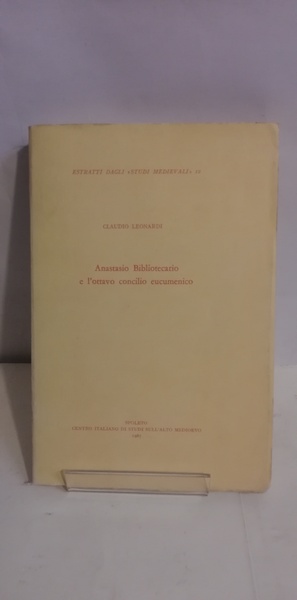 ESTRATTI DAGLI «STUDI MEDIEVALI»
CLAUDIO LEONARDI
Anastasio Bibliotecario
e l'ottavo concilio ecumenico
SPOLETO
CENTRO ITALIANO DI STUDI SULL'ALTO MEDIOEVO